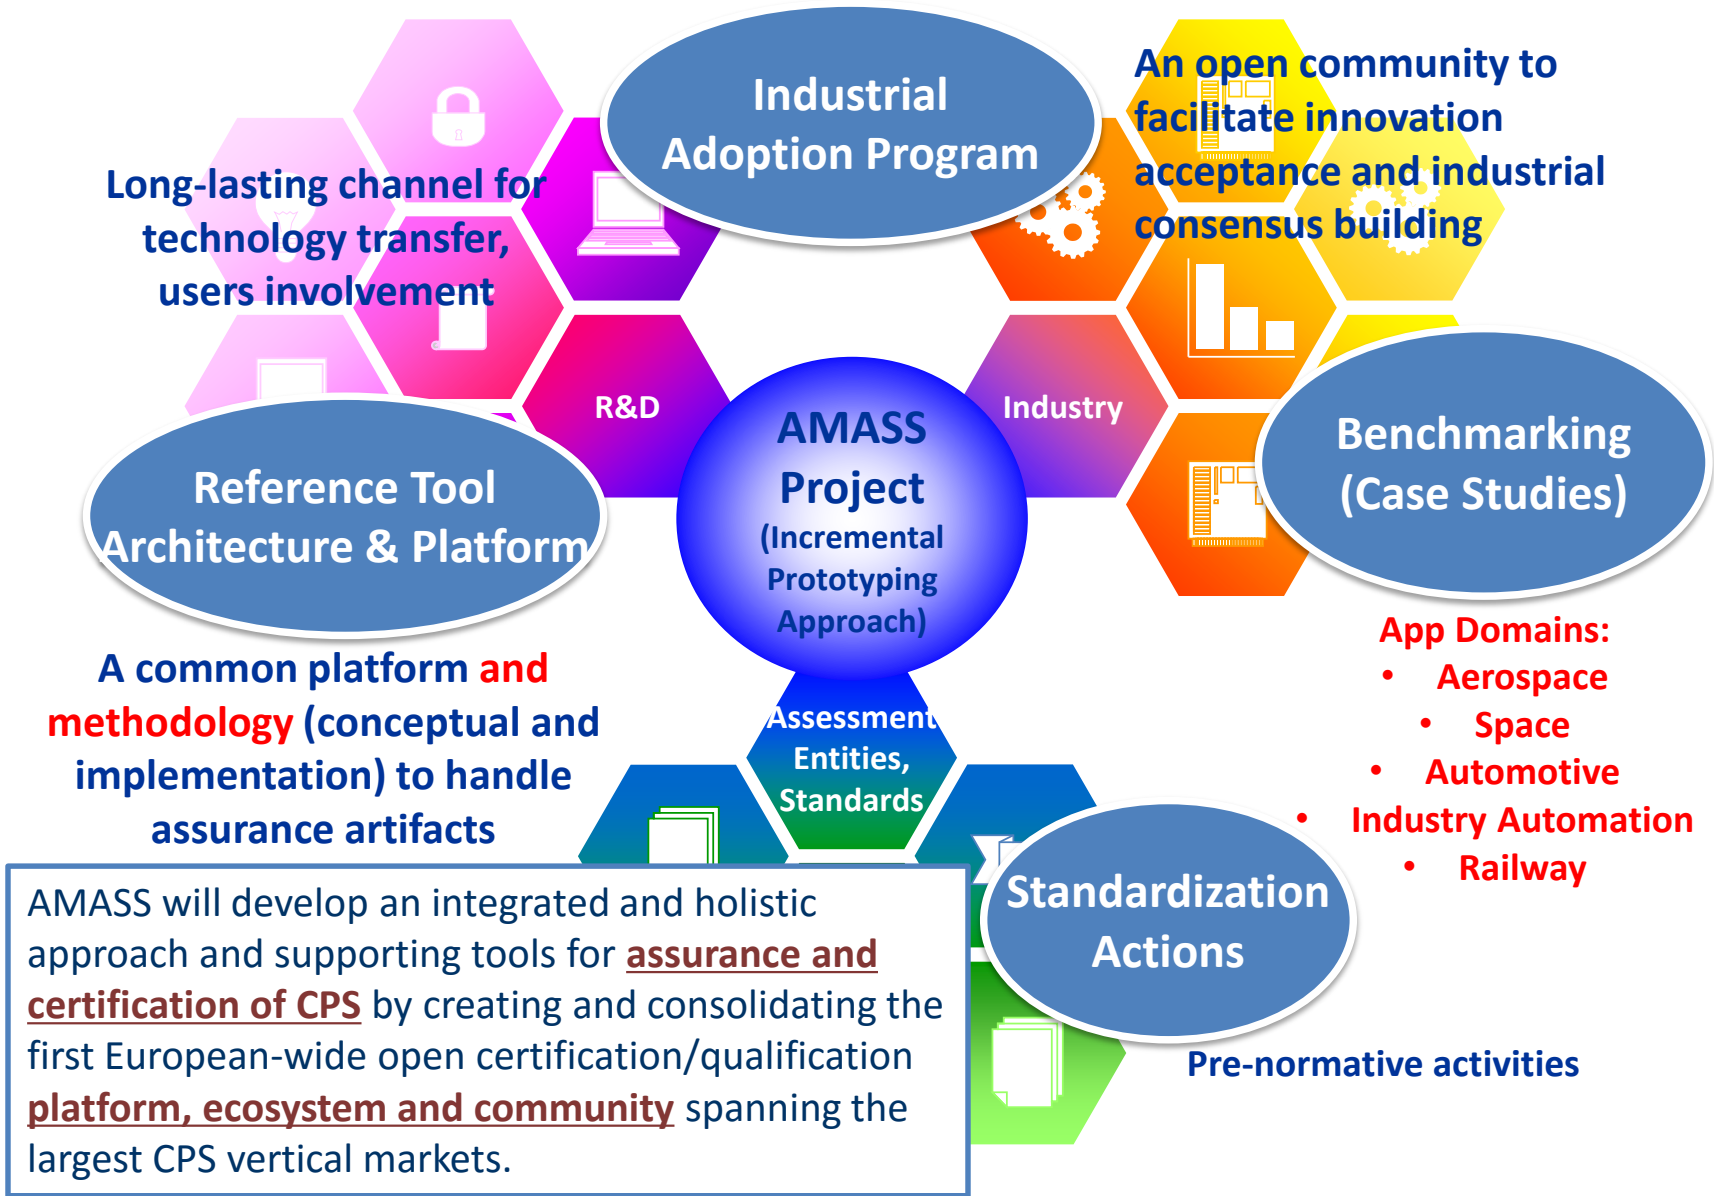 Industrial
Adoption Program
An open community to
facilitate innovation
acceptance and industrial
consensus building
Long-lasting channel for
technology transfer,
users involvement
R&D
Industry
AMASS
Project
(Incremental
Prototyping
Approach)
Reference Tool
Architecture & Platform
Benchmarking
(Case Studies)
A common platform and
methodology (conceptual and
implementation) to handle
assurance artifacts
Assessment
Entities,
Standards
App Domains:
• Aerospace
• Space
• Automotive
• Industry Automation
• Railway
Standardization
Actions
Pre-normative activities
AMASS will develop an integrated and holistic
approach and supporting tools for assurance and
certification of CPS by creating and consolidating the
first European-wide open certification/qualification
platform, ecosystem and community spanning the
largest CPS vertical markets.